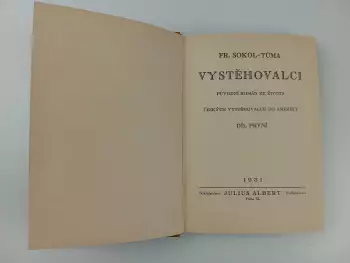 FR. SOKOL-TŮMA
VYSTĚHOVALCI
PŮVODNÍ ROMÁN ZE ŽIVOTA
ČESKÝCH VYSTĚHOVALCŮ DO AMERIKY
DÍL PRVNÍ
1931
JULIUS ALBERT